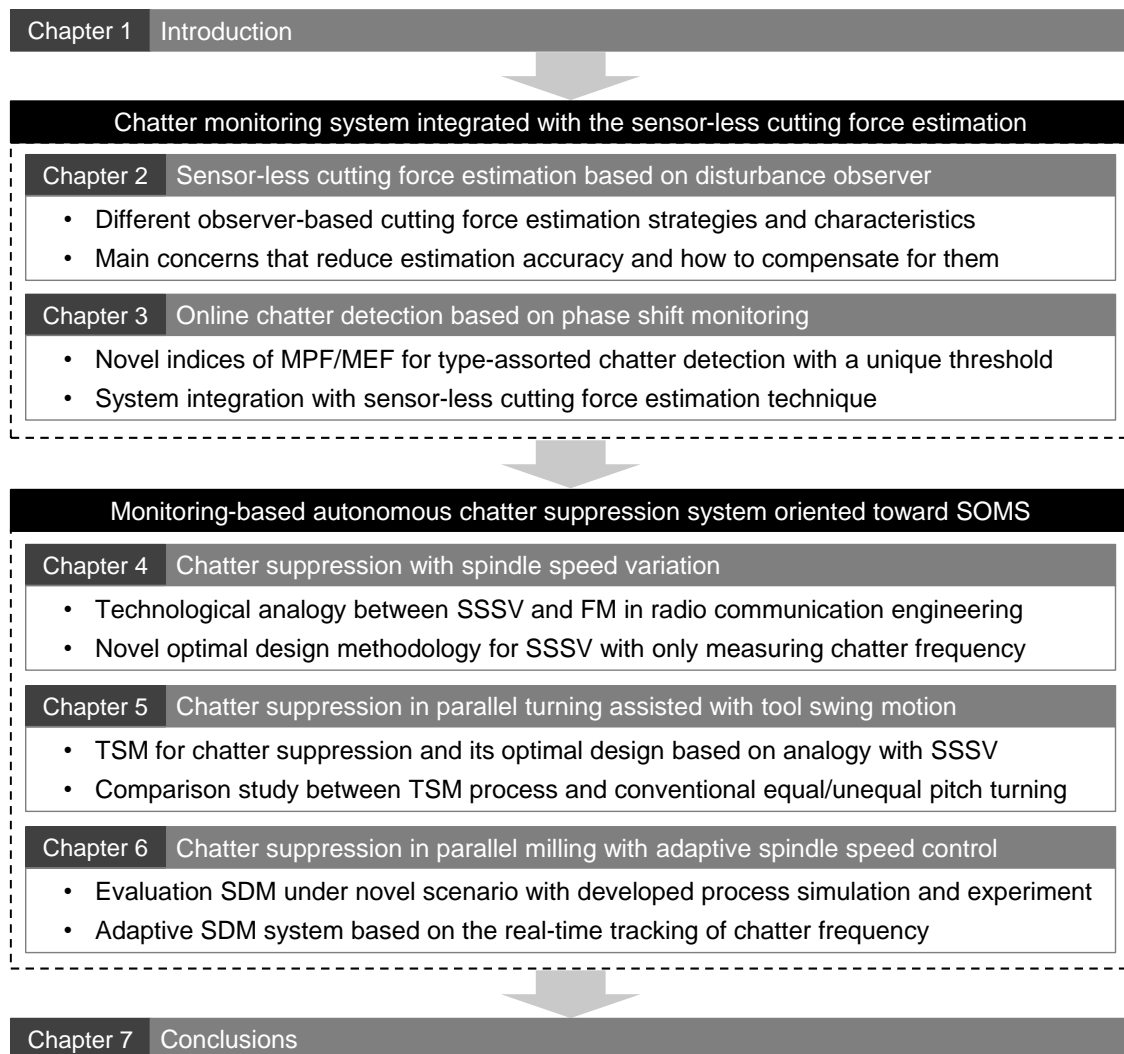 Chapter 1 Introduction
Chatter monitoring system integrated with the sensor-less cutting force estimation
Chapter 2 Sensor-less cutting force estimation based on disturbance observer
• Different observer-based cutting force estimation strategies and characteristics
• Main concerns that reduce estimation accuracy and how to compensate for them
Chapter 3 Online chatter detection based on phase shift monitoring
• Novel indices of MPF/MEF for type-assorted chatter detection with a unique threshold
• System integration with sensor-less cutting force estimation technique
Monitoring-based autonomous chatter suppression system oriented toward SOMS
Chapter 4 Chatter suppression with spindle speed variation
• Technological analogy between SSSV and FM in radio communication engineering
• Novel optimal design methodology for SSSV with only measuring chatter frequency
Chapter 5 Chatter suppression in parallel turning assisted with tool swing motion
• TSM for chatter suppression and its optimal design based on analogy with SSSV
• Comparison study between TSM process and conventional equal/unequal pitch turning
Chapter 6 Chatter suppression in parallel milling with adaptive spindle speed control
• Evaluation SDM under novel scenario with developed process simulation and experiment
• Adaptive SDM system based on the real-time tracking of chatter frequency
Chapter 7 Conclusions